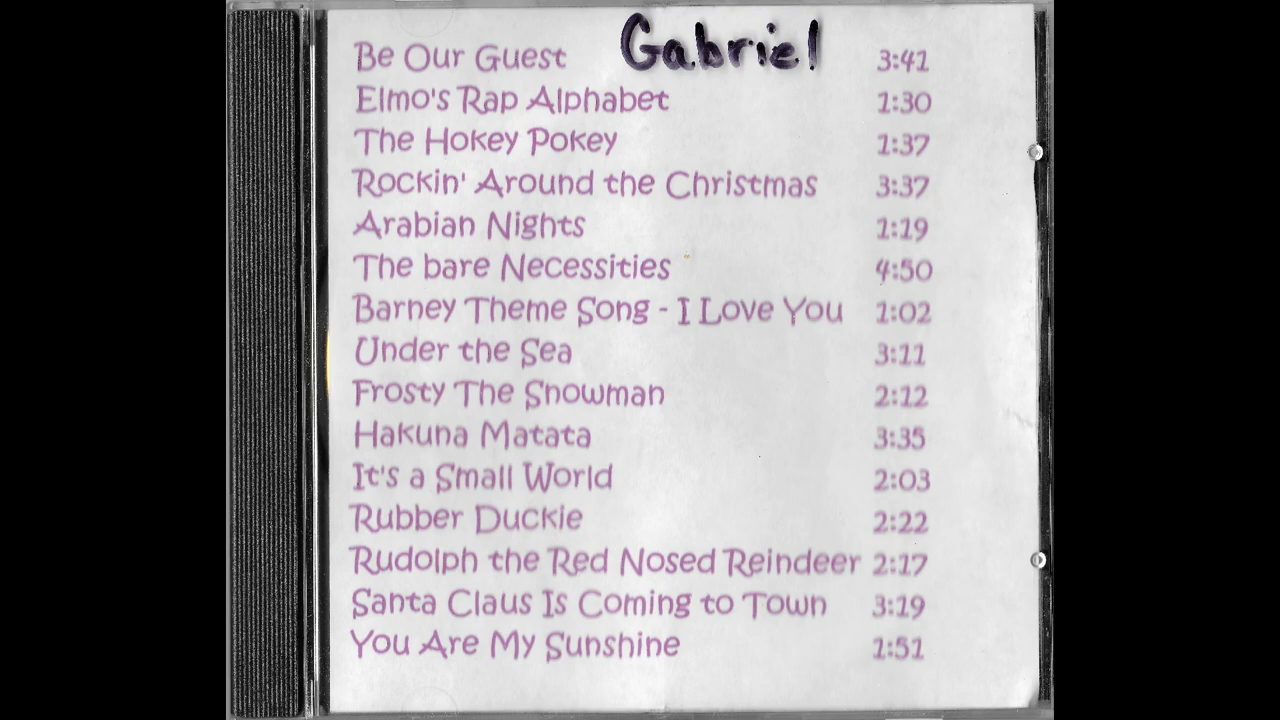 Gabriel
Be Our Guest 3:41
Elmo's Rap Alphabet 1:30
The Hokey Pokey 1:37
Rockin' Around the Christmas 3:37
Arabian Nights 1:19
The bare Necessities 4:50
Barney Theme Song - I Love You 1:02
Under the Sea 3:11
Frosty The Snowman 2:12
Hakuna Matata 3:35
It's a Small World 2:03
Rubber Duckie 2:22
Rudolph the Red Nosed Reindeer 2:17
Santa Claus Is Coming to Town 3:19
You Are My Sunshine 1:51